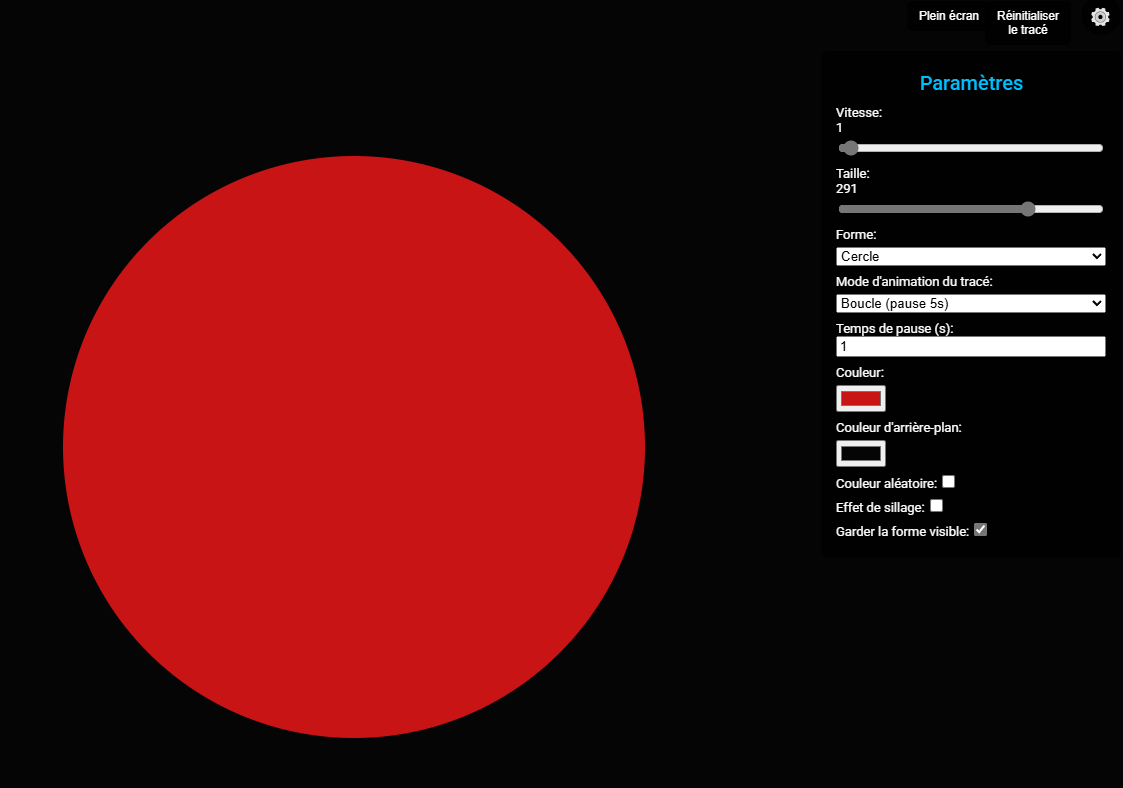 Plein écran
Réinitialiser
le tracé
Paramètres
Vitesse:
1
Taille:
291
Forme:
Cercle
Mode d'animation du tracé:
Boucle (pause 5s)
Temps de pause (s):
1
Couleur:
Couleur d'arrière-plan:
Couleur aléatoire:
Effet de sillage:
Garder la forme visible: